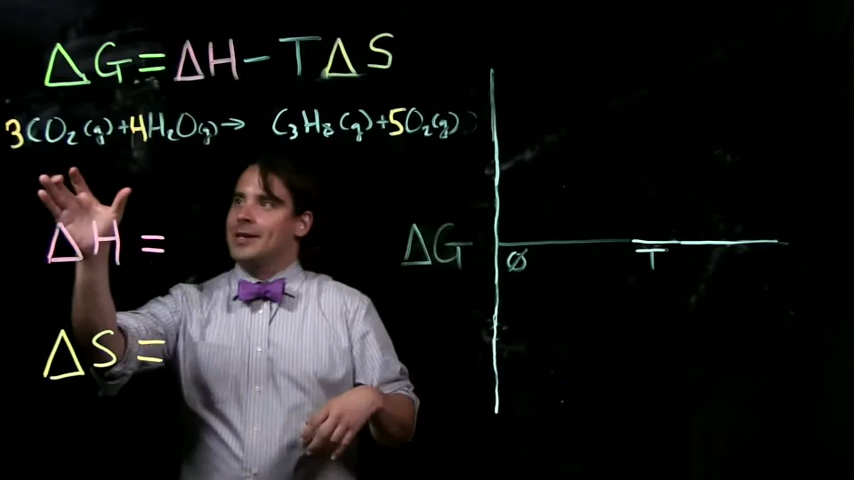 ΔG = ΔH - TΔS
3CO₂(g) + 4H₂O(g) → C₃H₈(g) + 5O₂(g)
ΔH =
ΔG
Ø T
ΔS =